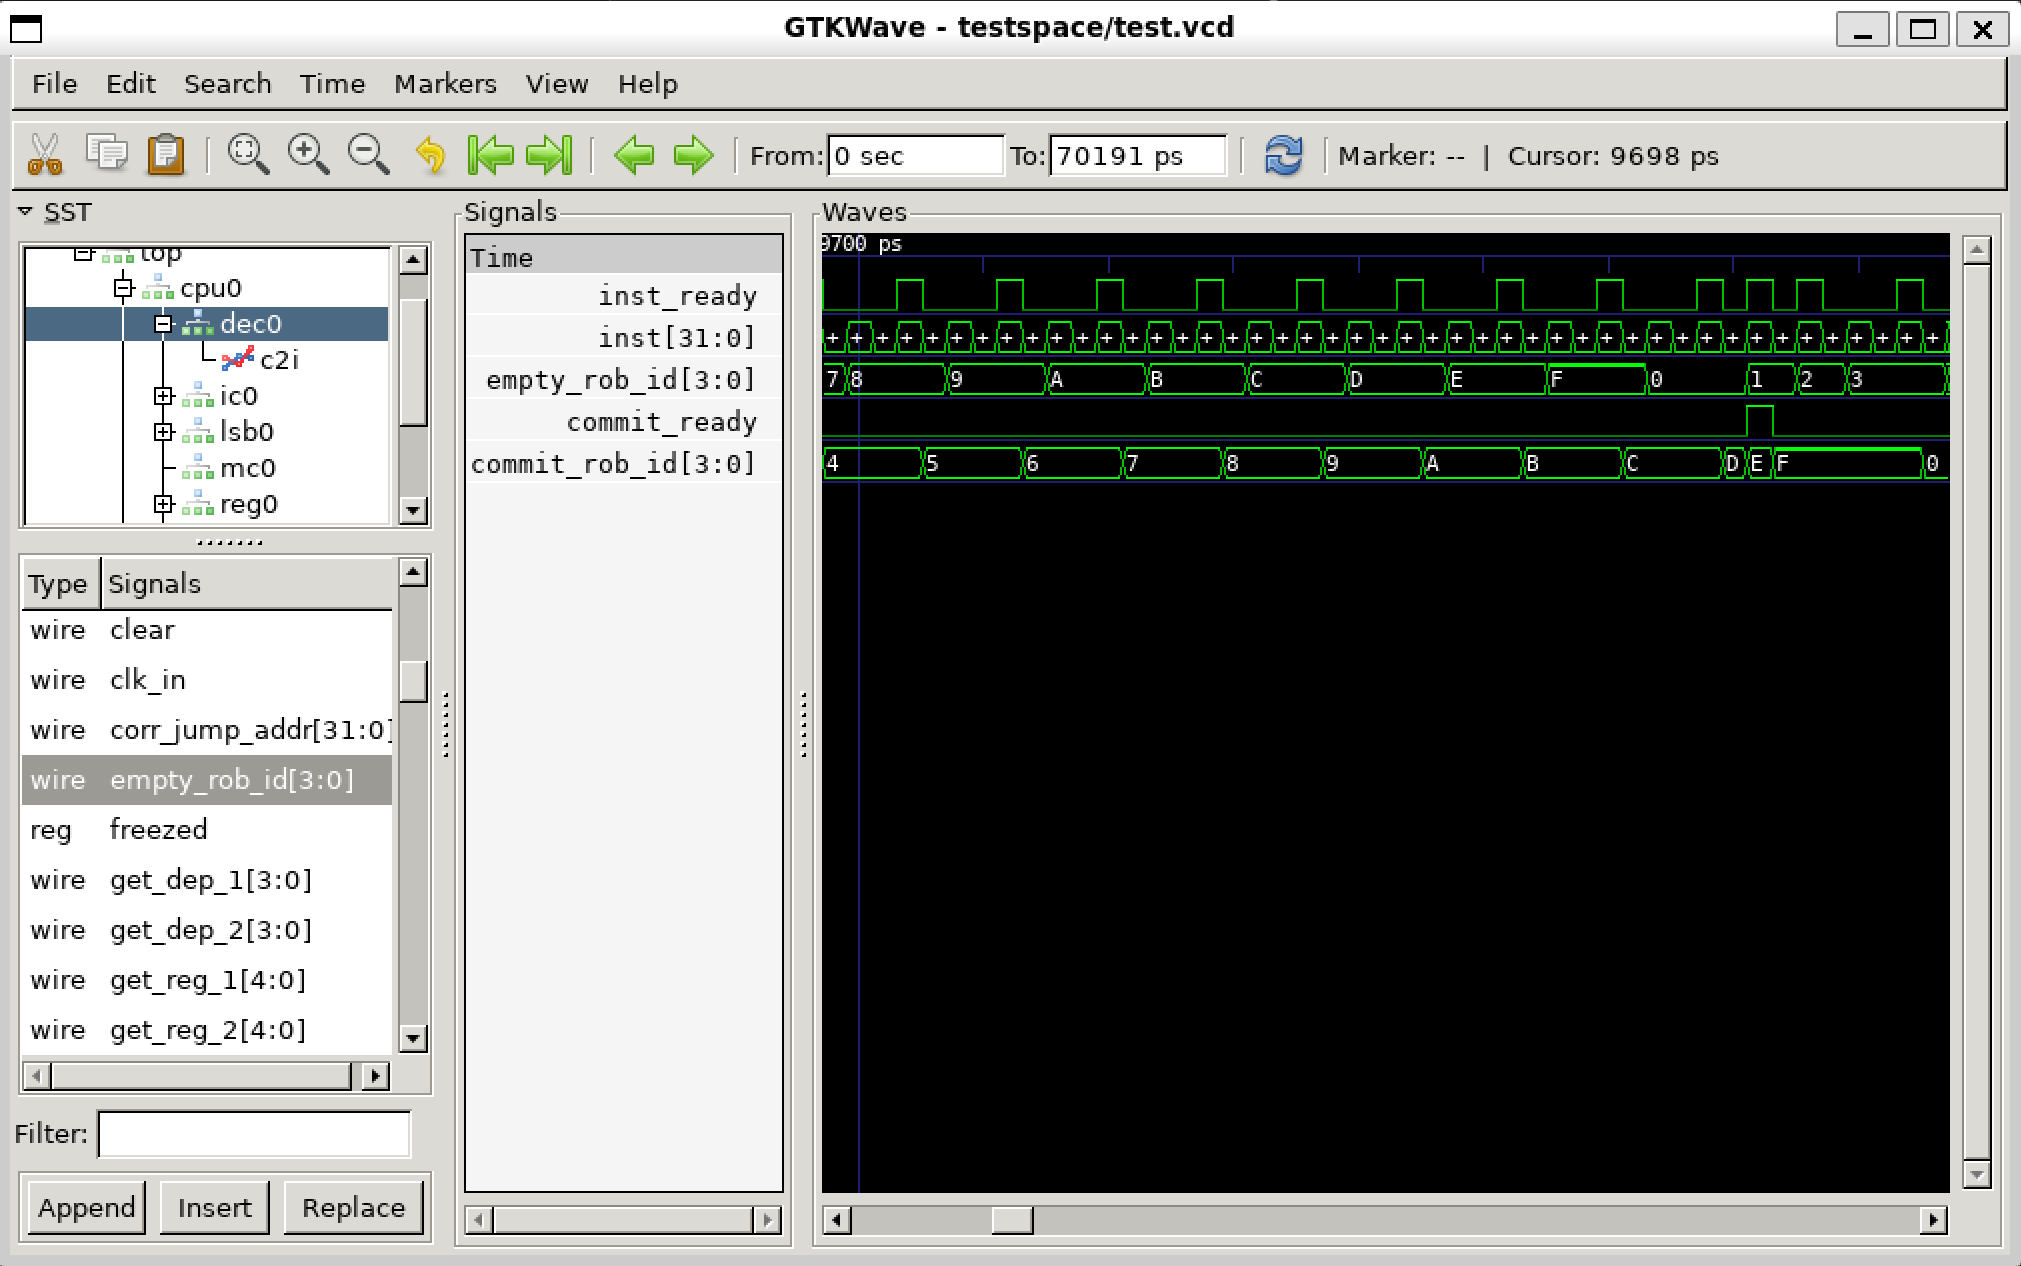 GTKWave - testspace/test.vcd
File Edit Search Time Markers View Help
From: 0 sec To: 70191 ps Marker: -- | Cursor: 9698 ps
SST
top
cpu0
dec0
c2i
ic0
lsb0
mc0
reg0
Type Signals
wire clear
wire clk_in
wire corr_jump_addr[31:0]
wire empty_rob_id[3:0]
reg freezed
wire get_dep_1[3:0]
wire get_dep_2[3:0]
wire get_reg_1[4:0]
wire get_reg_2[4:0]
Filter:
Append Insert Replace
Signals
Time
inst_ready
inst[31:0]
empty_rob_id[3:0]
commit_ready
commit_rob_id[3:0]
Waves
9700 ps
+ + + + + + + + + + + + + + + + + + + + + + +
7 8 9 A B C D E F 0 1 2 3
4 5 6 7 8 9 A B C D E F 0